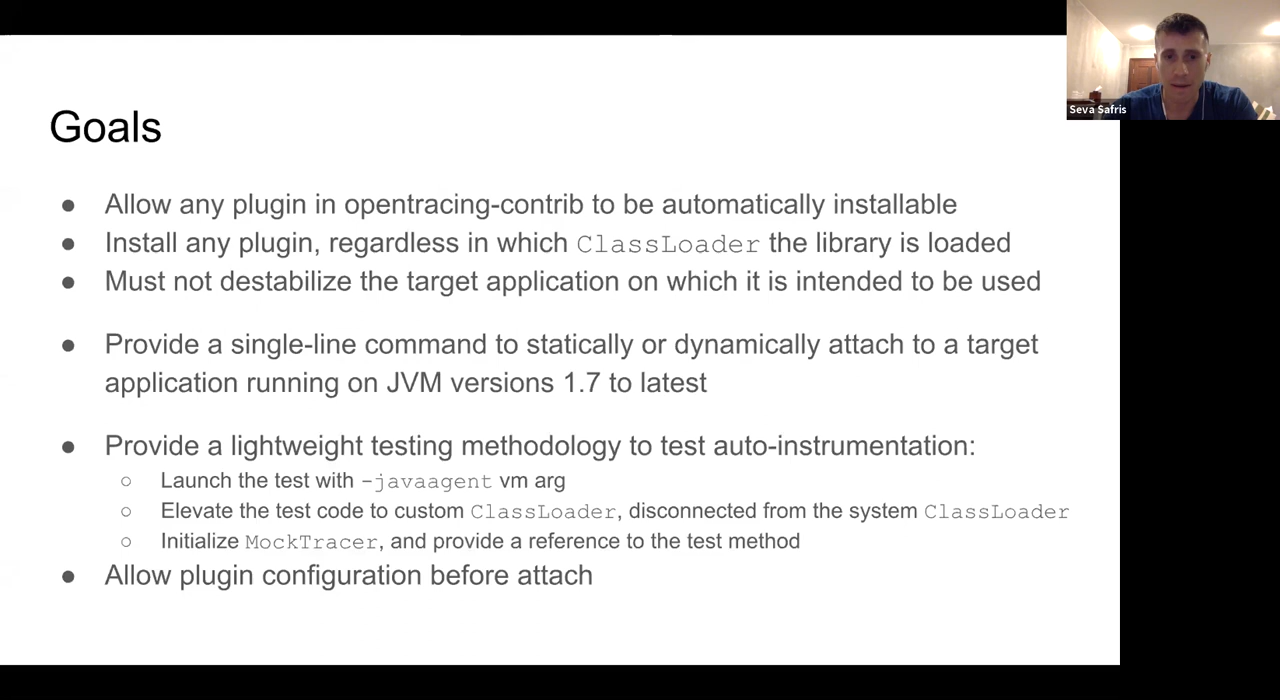 Seva Safris
Goals
● Allow any plugin in opentracing-contrib to be automatically installable
● Install any plugin, regardless in which ClassLoader the library is loaded
● Must not destabilize the target application on which it is intended to be used
● Provide a single-line command to statically or dynamically attach to a target
application running on JVM versions 1.7 to latest
● Provide a lightweight testing methodology to test auto-instrumentation:
○ Launch the test with -javaagent vm arg
○ Elevate the test code to custom ClassLoader, disconnected from the system ClassLoader
○ Initialize MockTracer, and provide a reference to the test method
● Allow plugin configuration before attach